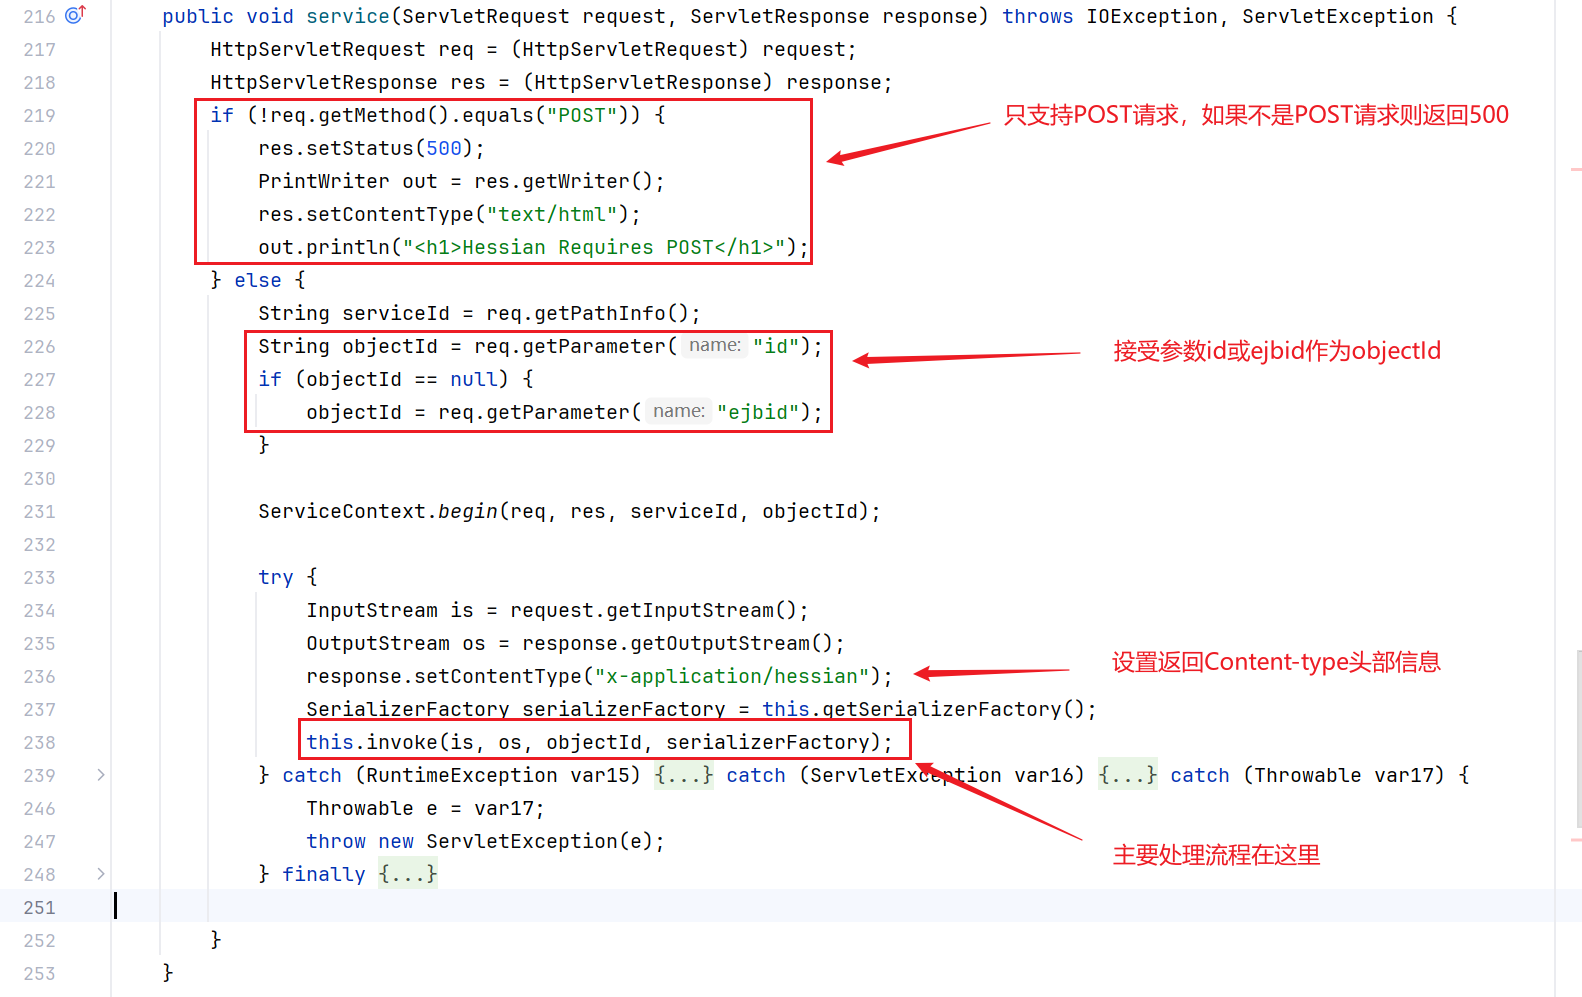 216 public void service(ServletRequest request, ServletResponse response) throws IOException, ServletException {
217 HttpServletRequest req = (HttpServletRequest) request;
218 HttpServletResponse res = (HttpServletResponse) response;
219 if (!req.getMethod().equals("POST")) { 只支持POST请求，如果不是POST请求则返回500
220 res.setStatus(500);
221 PrintWriter out = res.getWriter();
222 res.setContentType("text/html");
223 out.println("<h1>Hessian Requires POST</h1>");
224 } else {
225 String serviceId = req.getPathInfo();
226 String objectId = req.getParameter( name: "id"); 接受参数id或ejbid作为objectId
227 if (objectId == null) {
228 objectId = req.getParameter( name: "ejbid");
229 }
230
231 ServiceContext.begin(req, res, serviceId, objectId);
232
233 try {
234 InputStream is = request.getInputStream();
235 OutputStream os = response.getOutputStream();
236 response.setContentType("x-application/hessian"); 设置返回Content-type头部信息
237 SerializerFactory serializerFactory = this.getSerializerFactory();
238 this.invoke(is, os, objectId, serializerFactory);
239 } catch (RuntimeException var15) {...} catch (ServletException var16) {...} catch (Throwable var17) {
246 Throwable e = var17;
247 throw new ServletException(e);
主要处理流程在这里
248 } finally {...}
251
252 }
253 }